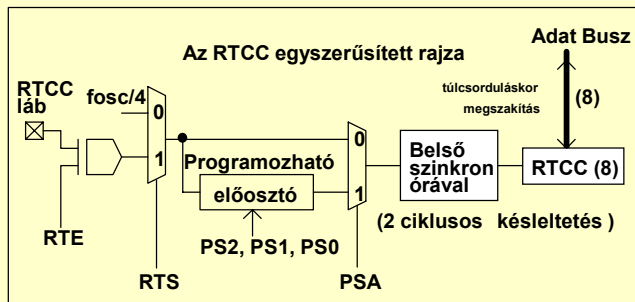 Adat Busz
Az RTCC egyszerűsített rajza
RTCC
láb
fosc/4
túlcsorduláskor
megszakítás
(8)
0
1
0
1
Programozható
előosztó
Belső
szinkron
órával
RTCC (8)
(2 ciklusos késleltetés )
RTE
PS2, PS1, PS0
RTS
PSA